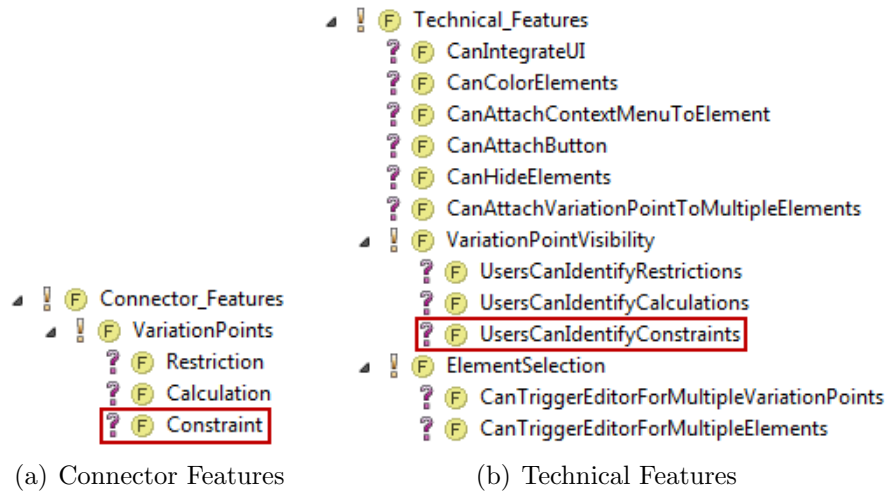 Connector_Features
VariationPoints
Restriction
Calculation
Constraint
(a) Connector Features
Technical_Features
CanIntegrateUI
CanColorElements
CanAttachContextMenuToElement
CanAttachButton
CanHideElements
CanAttachVariationPointToMultipleElements
VariationPointVisibility
UsersCanIdentifyRestrictions
UsersCanIdentifyCalculations
UsersCanIdentifyConstraints
ElementSelection
CanTriggerEditorForMultipleVariationPoints
CanTriggerEditorForMultipleElements
(b) Technical Features